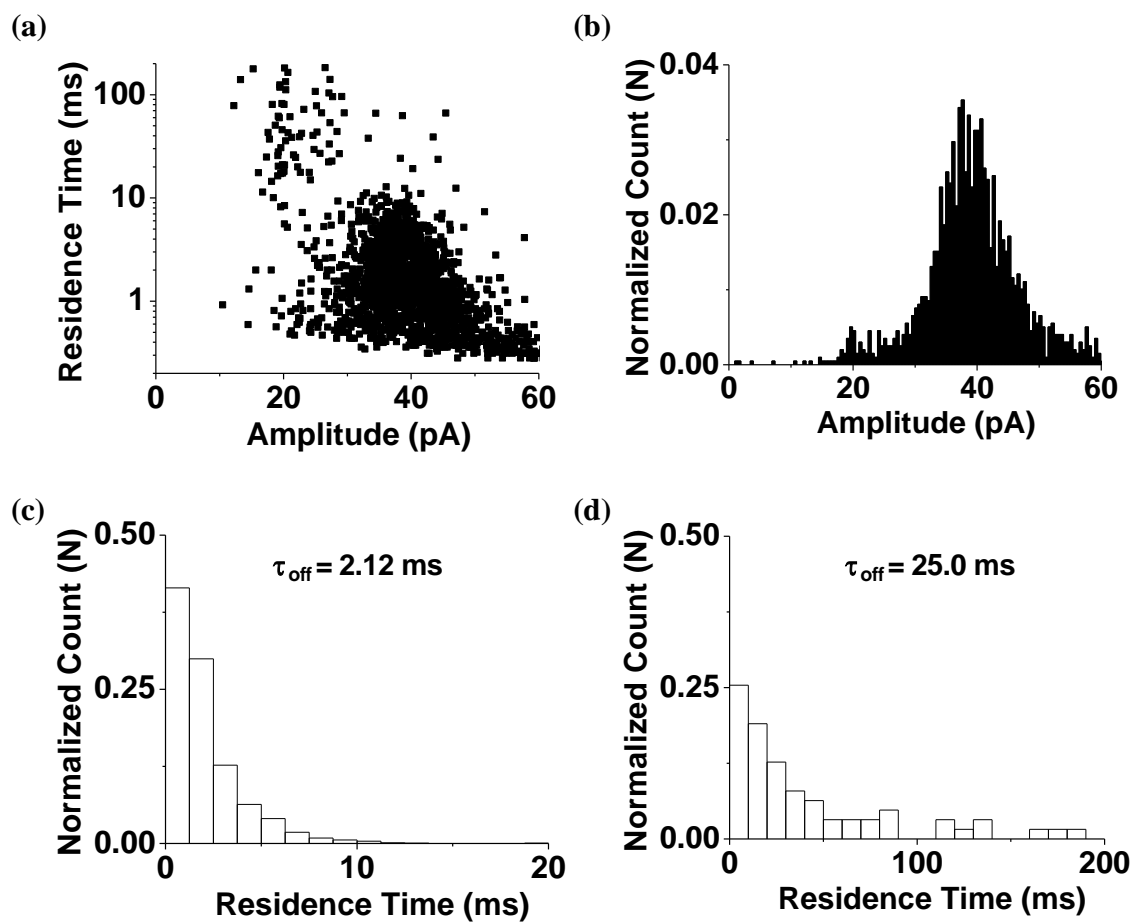 (a)
Residence Time (ms)
100
10
1
0 20 40 60
Amplitude (pA)
(b)
Normalized Count (N)
0.04
0.02
0.00
0 20 40 60
Amplitude (pA)
(c)
Normalized Count (N)
0.50
0.25
0.00
τoff = 2.12 ms
0 10 20
Residence Time (ms)
(d)
Normalized Count (N)
0.50
0.25
0.00
τoff = 25.0 ms
0 100 200
Residence Time (ms)